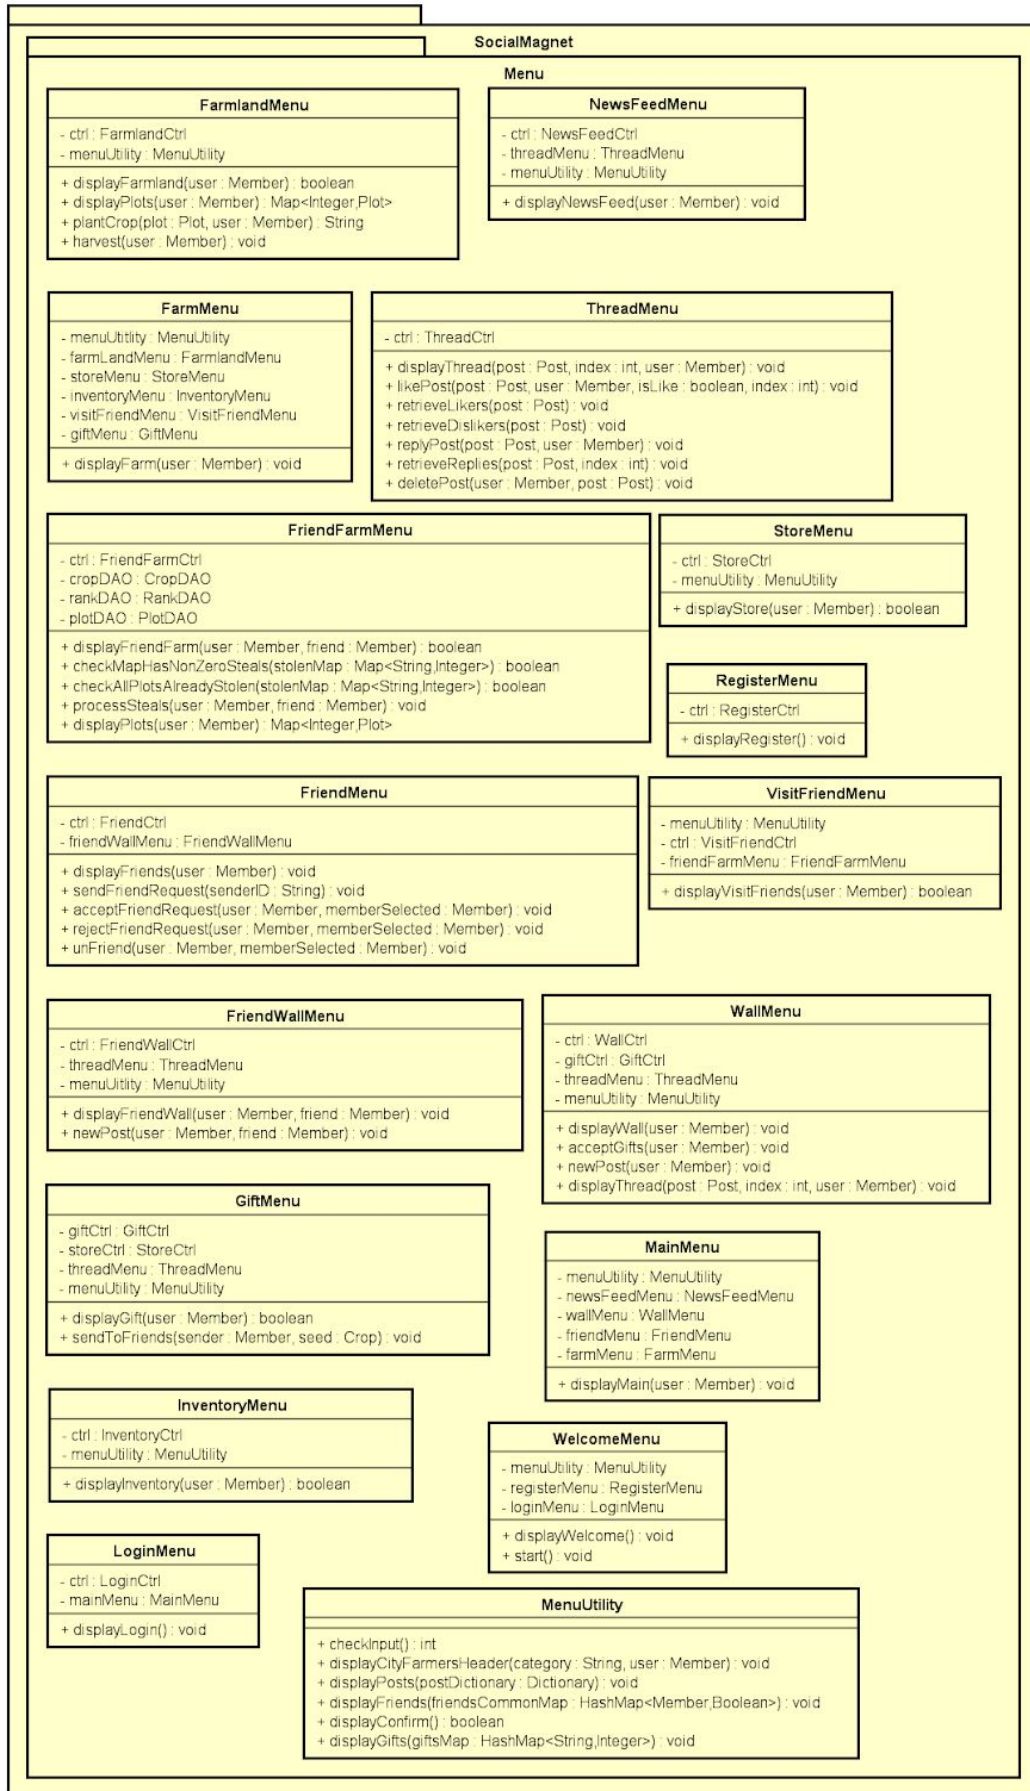 SocialMagnet
Menu
FarmlandMenu
- ctrl : FarmlandCtrl
- menuUtility : MenuUtility
+ displayFarmland(user : Member) : boolean
+ displayPlots(user : Member) : Map<Integer,Plot>
+ plantCrop(plot : Plot, user : Member) : String
+ harvest(user : Member) : void
NewsFeedMenu
- ctrl : NewsFeedCtrl
- threadMenu : ThreadMenu
- menuUtility : MenuUtility
+ displayNewsFeed(user : Member) : void
FarmMenu
- menuUtitlity : MenuUtility
- farmLandMenu : FarmlandMenu
- storeMenu : StoreMenu
- inventoryMenu : InventoryMenu
- visitFriendMenu : VisitFriendMenu
- giftMenu : GiftMenu
+ displayFarm(user : Member) : void
ThreadMenu
- ctrl : ThreadCtrl
+ displayThread(post : Post, index : int, user : Member) : void
+ likePost(post : Post, user : Member, isLike : boolean, index : int) : void
+ retrieveLikers(post : Post) : void
+ retrieveDislikers(post : Post) : void
+ replyPost(post : Post, user : Member) : void
+ retrieveReplies(post : Post, index : int) : void
+ deletePost(user : Member, post : Post) : void
FriendFarmMenu
- ctrl : FriendFarmCtrl
- cropDAO : CropDAO
- rankDAO : RankDAO
- plotDAO : PlotDAO
+ displayFriendFarm(user : Member, friend : Member) : boolean
+ checkMapHasNonZeroSteals(stolenMap : Map<String,Integer>) : boolean
+ checkAllPlotsAlreadyStolen(stolenMap : Map<String,Integer>) : boolean
+ processSteals(user : Member, friend : Member) : void
+ displayPlots(user : Member) : Map<Integer,Plot>
StoreMenu
- ctrl : StoreCtrl
- menuUtility : MenuUtility
+ displayStore(user : Member) : boolean
RegisterMenu
- ctrl : RegisterCtrl
+ displayRegister() : void
FriendMenu
- ctrl : FriendCtrl
- friendWallMenu : FriendWallMenu
+ displayFriends(user : Member) : void
+ sendFriendRequest(senderID : String) : void
+ acceptFriendRequest(user : Member, memberSelected : Member) : void
+ rejectFriendRequest(user : Member, memberSelected : Member) : void
+ unFriend(user : Member, memberSelected : Member) : void
VisitFriendMenu
- menuUtility : MenuUtility
- ctrl : VisitFriendCtrl
- friendFarmMenu : FriendFarmMenu
+ displayVisitFriends(user : Member) : boolean
FriendWallMenu
- ctrl : FriendWallCtrl
- threadMenu : ThreadMenu
- menuUitlity : MenuUtility
+ displayFriendWall(user : Member, friend : Member) : void
+ newPost(user : Member, friend : Member) : void
WallMenu
- ctrl : WallCtrl
- giftCtrl : GiftCtrl
- threadMenu : ThreadMenu
- menuUtility : MenuUtility
+ displayWall(user : Member) : void
+ acceptGifts(user : Member) : void
+ newPost(user : Member) : void
+ displayThread(post : Post, index : int, user : Member) : void
GiftMenu
- giftCtrl : GiftCtrl
- storeCtrl : StoreCtrl
- threadMenu : ThreadMenu
- menuUtility : MenuUtility
+ displayGift(user : Member) : boolean
+ sendToFriends(sender : Member, seed : Crop) : void
MainMenu
- menuUtility : MenuUtility
- newsFeedMenu : NewsFeedMenu
- wallMenu : WallMenu
- friendMenu : FriendMenu
- farmMenu : FarmMenu
+ displayMain(user : Member) : void
InventoryMenu
- ctrl : InventoryCtrl
- menuUtility : MenuUtility
+ displayInventory(user : Member) : boolean
WelcomeMenu
- menuUtility : MenuUtility
- registerMenu : RegisterMenu
- loginMenu : LoginMenu
+ displayWelcome() : void
+ start() : void
LoginMenu
- ctrl : LoginCtrl
- mainMenu : MainMenu
+ displayLogin() : void
MenuUtility
+ checkInput() : int
+ displayCityFarmersHeader(category : String, user : Member) : void
+ displayPosts(postDictionary : Dictionary) : void
+ displayFriends(friendsCommonMap : HashMap<Member,Boolean>) : void
+ displayConfirm() : boolean
+ displayGifts(giftsMap : HashMap<String,Integer>) : void